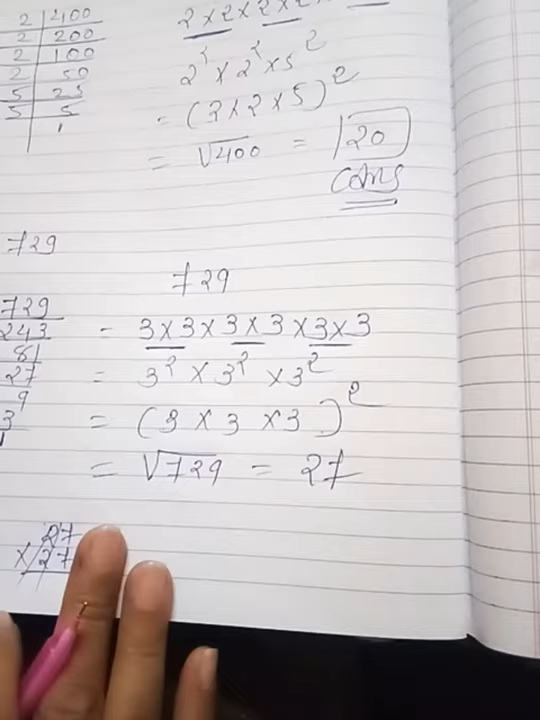 2 | 400
2 | 200
2 | 100
2 | 50
5 | 25
5 | 5
1
2 × 2 × 2 × 2
2² × 2² × 5²
= (2 × 2 × 5)²
= √400 = 20
Ans
729
729
729 = 3×3×3×3×3×3
243
81
27 = 3² × 3² × 3²
9
3 = (3 × 3 × 3)²
1
= √729 = 27
27
× 27